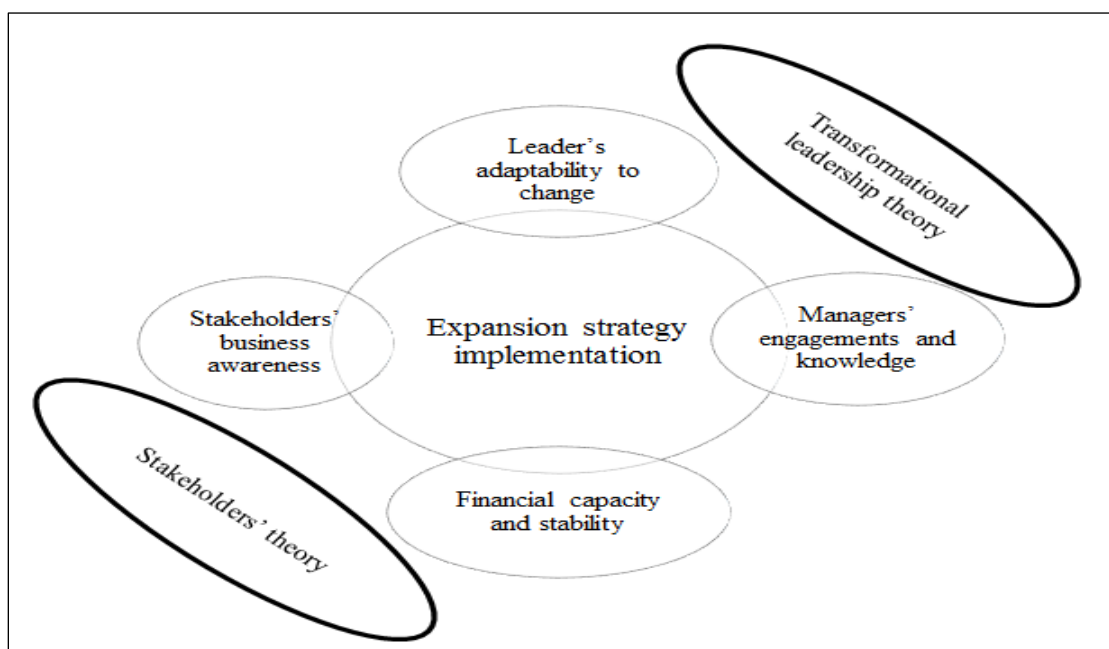 Transformational
leadership theory
Leader’s
adaptability to
change
Stakeholders’
business
awareness
Expansion strategy
implementation
Managers’
engagements and
knowledge
Stakeholders’ theory
Financial capacity
and stability